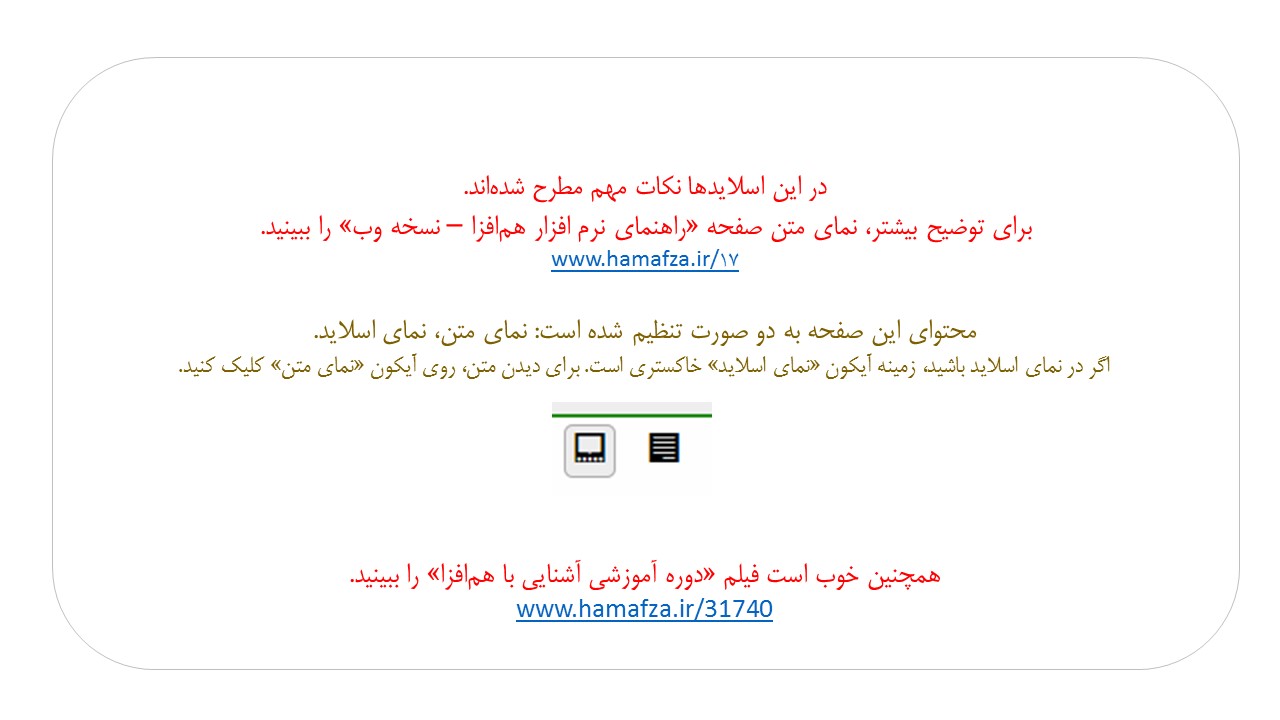 در این اسلایدها نکات مهم مطرح شده‌اند.
برای توضیح بیشتر، نمای متن صفحه «راهنمای نرم افزار هم‌افزا – نسخه وب» را ببینید.
www.hamafza.ir/۱۷
محتوای این صفحه به دو صورت تنظیم شده است: نمای متن، نمای اسلاید.
اگر در نمای اسلاید باشید، زمینه آیکون «نمای اسلاید» خاکستری است. برای دیدن متن، روی آیکون «نمای متن» کلیک کنید.
همچنین خوب است فیلم «دوره آموزشی آشنایی با هم‌افزا» را ببینید.
www.hamafza.ir/31740